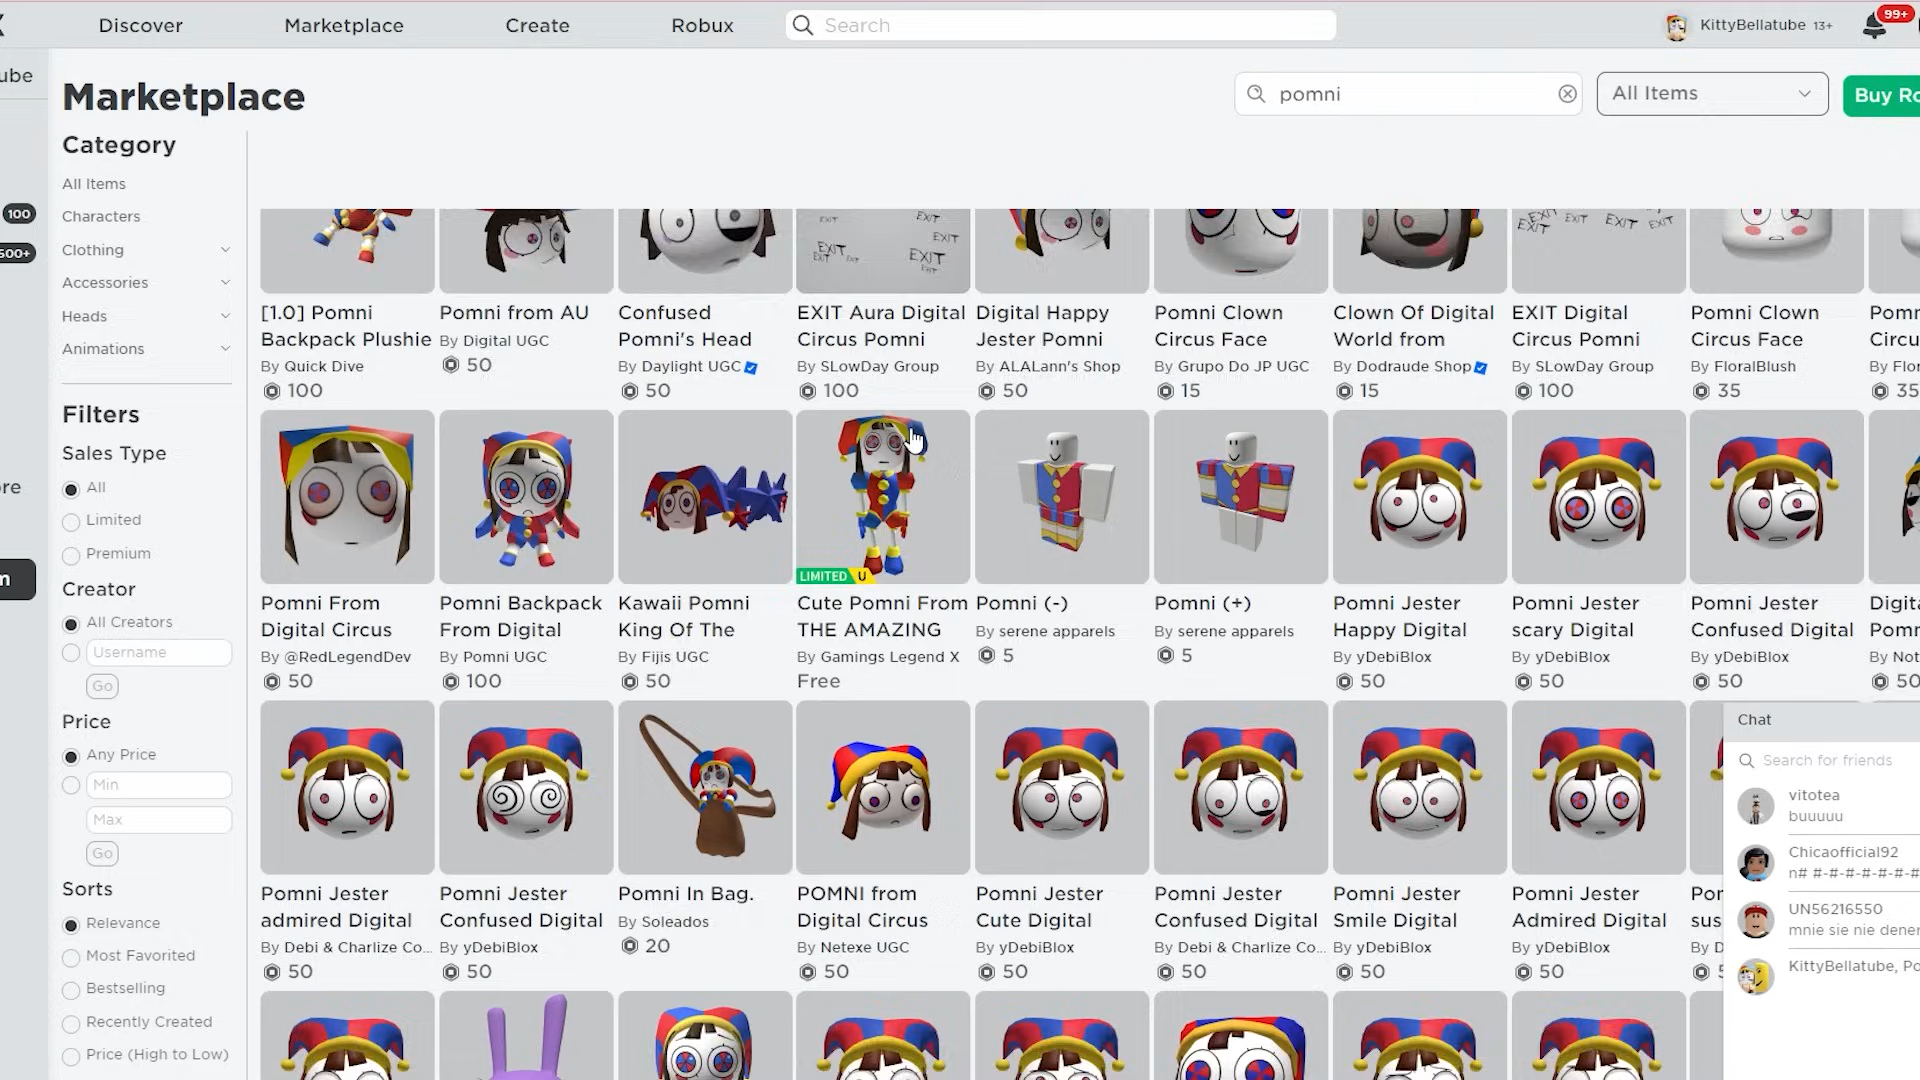 Discover Marketplace Create Robux Search KittyBellatube 13+ 99+
ube
Marketplace pomni All Items Buy Ro
Category
All Items
Characters
Clothing
Accessories
Heads
Animations
100
500+
Filters
Sales Type
All
Limited
Premium
Creator
All Creators
Username
Go
Price
Any Price
Min
Max
Go
Sorts
Relevance
Most Favorited
Bestselling
Recently Created
Price (High to Low)
EXIT EXIT EXIT EXIT EXIT EXIT
EXIT EXIT EXIT EXIT EXIT
[1.0] Pomni
Backpack Plushie
By Quick Dive
100
Pomni from AU
By Digital UGC
50
Confused
Pomni's Head
By Daylight UGC
50
EXIT Aura Digital
Circus Pomni
By SLowDay Group
100
Digital Happy
Jester Pomni
By ALALann's Shop
50
Pomni Clown
Circus Face
By Grupo Do JP UGC
15
Clown Of Digital
World from
By Dodraude Shop
15
EXIT Digital
Circus Pomni
By SLowDay Group
100
Pomni Clown
Circus Face
By FloralBlush
35
Pomn
Circu
By Flor
35
Pomni From
Digital Circus
By @RedLegendDev
50
Pomni Backpack
From Digital
By Pomni UGC
100
Kawaii Pomni
King Of The
By Fijis UGC
50
LIMITED U
Cute Pomni From
THE AMAZING
By Gamings Legend X
Free
Pomni (-)
By serene apparels
5
Pomni (+)
By serene apparels
5
Pomni Jester
Happy Digital
By yDebiBlox
50
Pomni Jester
scary Digital
By yDebiBlox
50
Pomni Jester
Confused Digital
By yDebiBlox
50
Digita
Pomn
By Not
50
Pomni Jester
admired Digital
By Debi & Charlize Co...
50
Pomni Jester
Confused Digital
By yDebiBlox
50
Pomni In Bag.
By Soleados
20
POMNI from
Digital Circus
By Netexe UGC
50
Pomni Jester
Cute Digital
By yDebiBlox
50
Pomni Jester
Confused Digital
By Debi & Charlize Co...
50
Pomni Jester
Smile Digital
By yDebiBlox
50
Pomni Jester
Admired Digital
By yDebiBlox
50
Por
sus
By D
5
Chat
Search for friends
vitotea
buuuuu
Chicaofficial92
n# #-#-#-#-#-#-#
UN56216550
mnie sie nie dener
KittyBellatube, Po